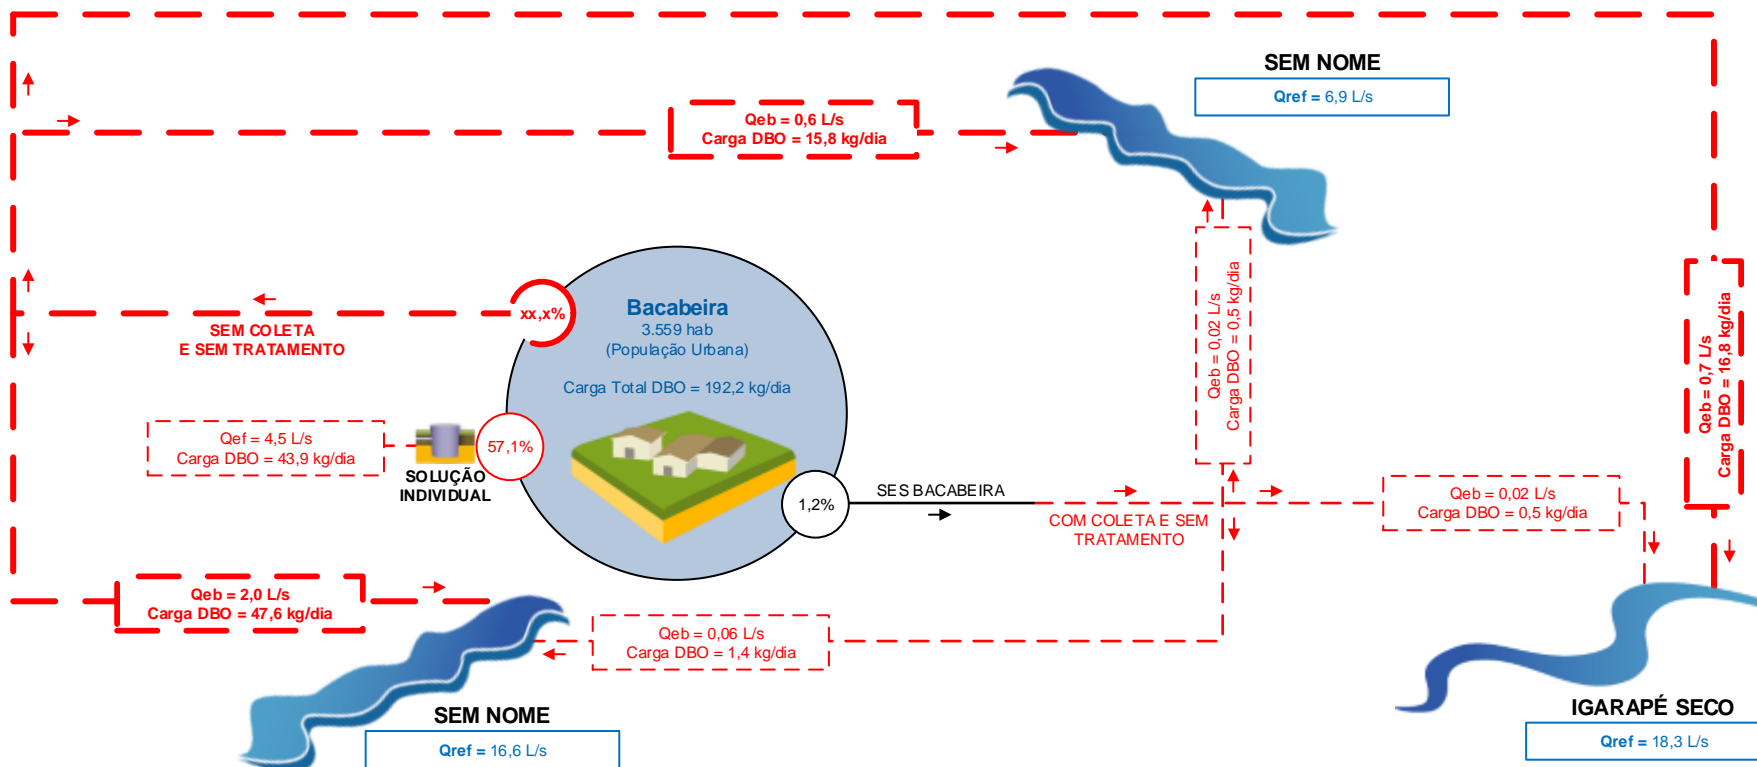 SEM NOME
Qref = 6,9 L/s
Qeb = 0,6 L/s
Carga DBO = 15,8 kg/dia
xx,x%
SEM COLETA
E SEM TRATAMENTO
Bacabeira
3.559 hab
(População Urbana)
Carga Total DBO = 192,2 kg/dia
Qeb = 0,02 L/s
Carga DBO = 0,5 kg/dia
Qeb = 0,7 L/s
Carga DBO = 16,8 kg/dia
Qef = 4,5 L/s
Carga DBO = 43,9 kg/dia
SOLUÇÃO
INDIVIDUAL
57,1%
1,2%
SES BACABEIRA
COM COLETA E SEM
TRATAMENTO
Qeb = 0,02 L/s
Carga DBO = 0,5 kg/dia
Qeb = 2,0 L/s
Carga DBO = 47,6 kg/dia
Qeb = 0,06 L/s
Carga DBO = 1,4 kg/dia
SEM NOME
Qref = 16,6 L/s
IGARAPÉ SECO
Qref = 18,3 L/s